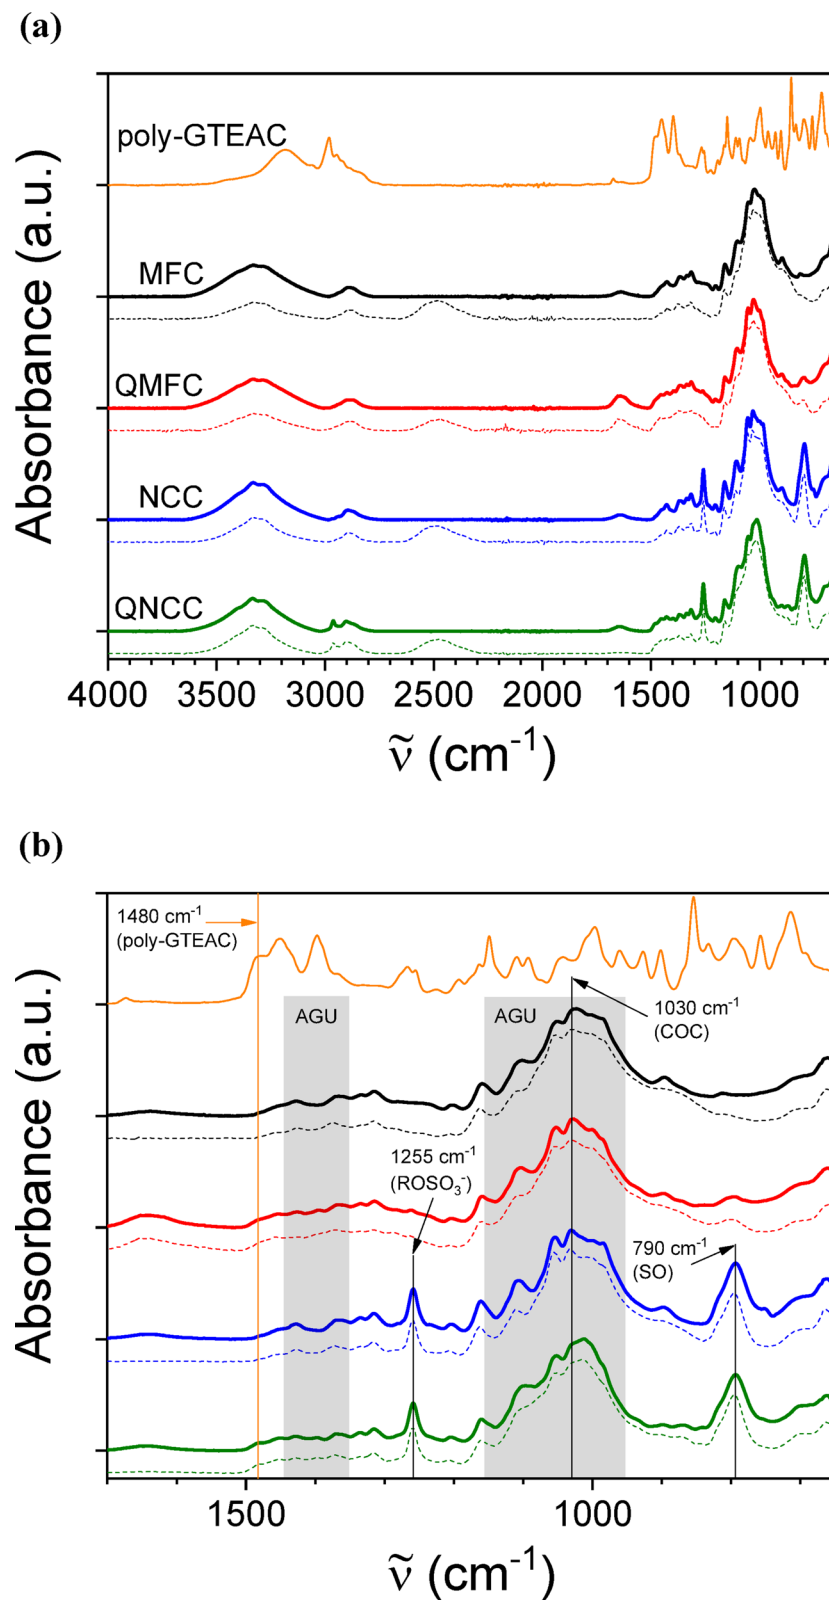 (a)
poly-GTEAC
MFC
QMFC
NCC
QNCC
Absorbance (a.u.)
4000 3500 3000 2500 2000 1500 1000
ṽ (cm⁻¹)
(b)
1480 cm⁻¹
(poly-GTEAC)
AGU
AGU
1030 cm⁻¹
(COC)
1255 cm⁻¹
(ROSO₃⁻)
790 cm⁻¹
(SO)
Absorbance (a.u.)
1500 1000
ṽ (cm⁻¹)